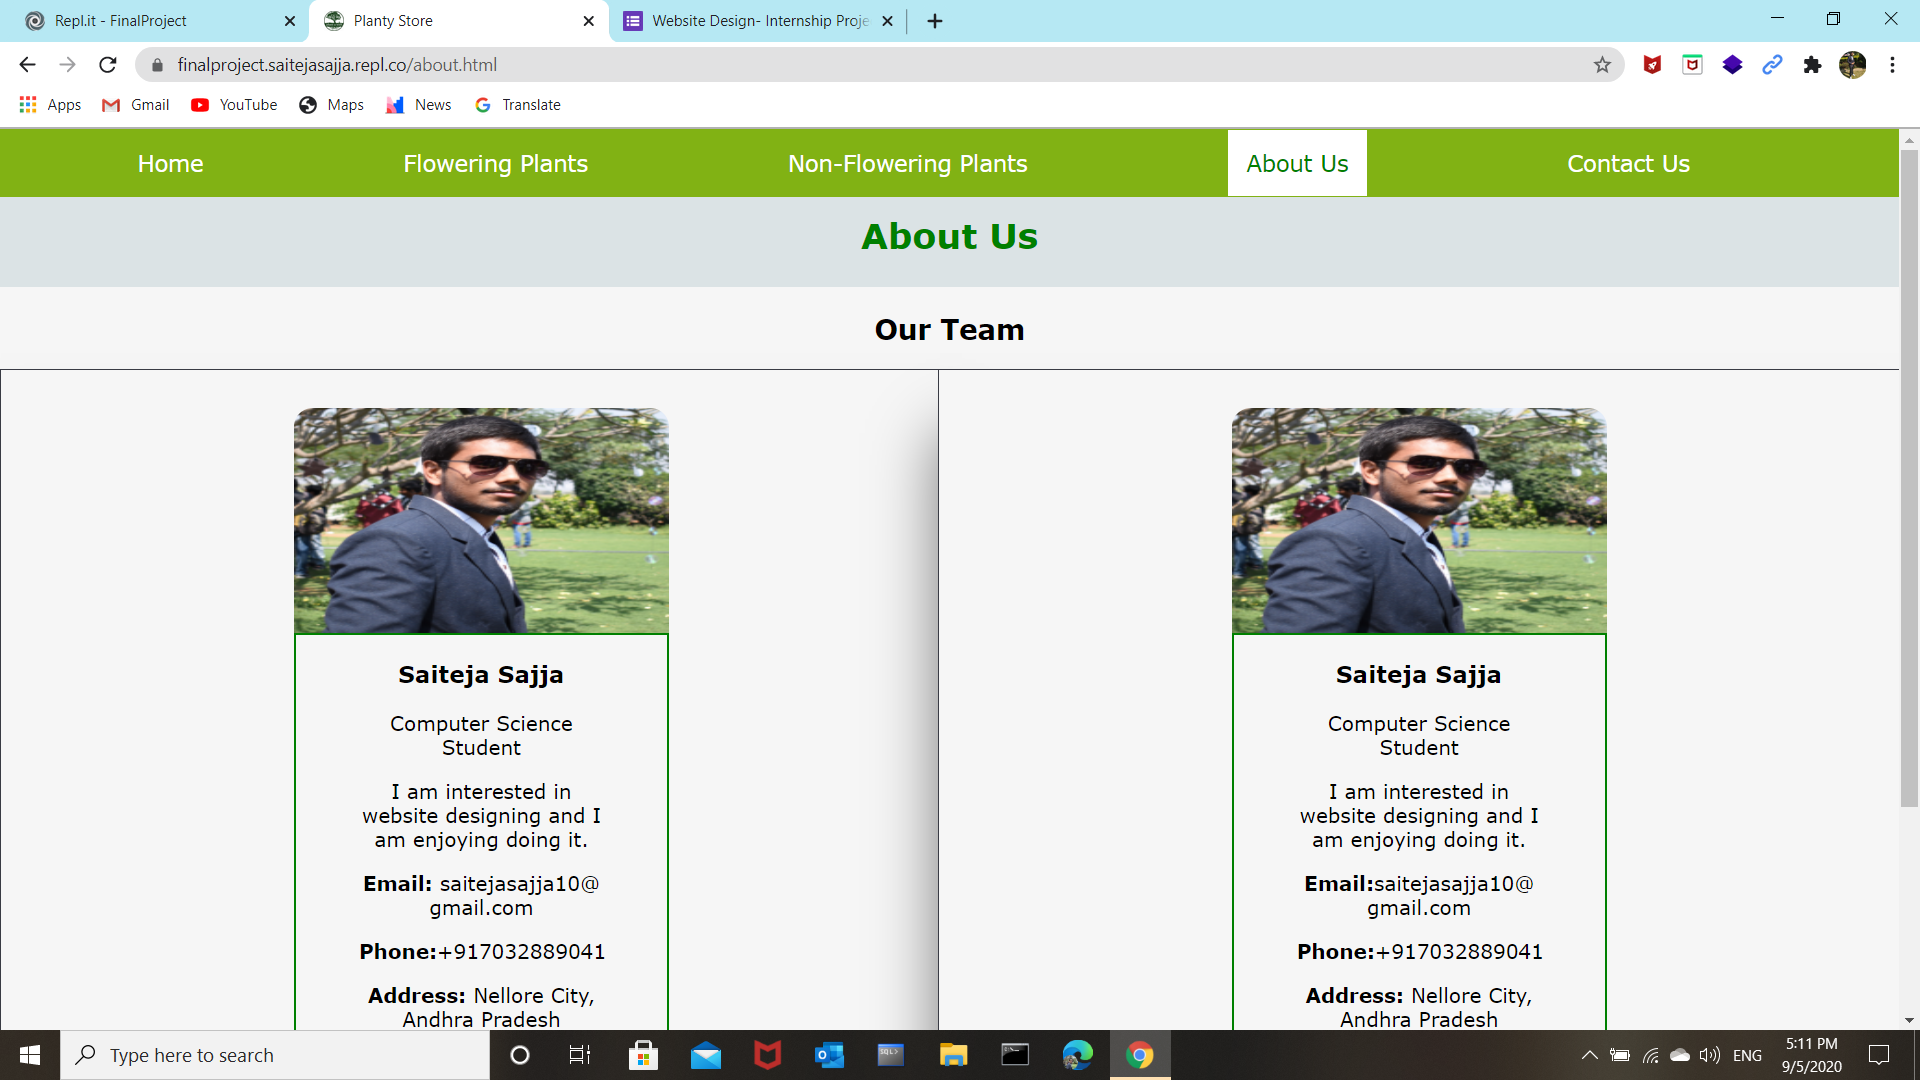 Repl.it - FinalProject
Planty Store
Website Design- Internship Proje
finalproject.saitejasajja.repl.co/about.html
Apps
Gmail
YouTube
Maps
News
Translate
Home
Flowering Plants
Non-Flowering Plants
About Us
Contact Us
About Us
Our Team
Saiteja Sajja
Computer Science
Student
I am interested in
website designing and I
am enjoying doing it.
Email: saitejasajja10@
gmail.com
Phone:+917032889041
Address: Nellore City,
Andhra Pradesh
Saiteja Sajja
Computer Science
Student
I am interested in
website designing and I
am enjoying doing it.
Email:saitejasajja10@
gmail.com
Phone:+917032889041
Address: Nellore City,
Andhra Pradesh
Type here to search
SQL>
ENG
5:11 PM
9/5/2020